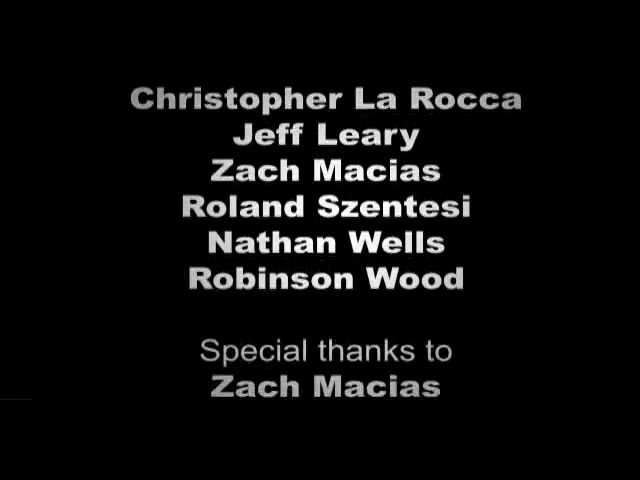 Christopher La Rocca
Jeff Leary
Zach Macias
Roland Szentesi
Nathan Wells
Robinson Wood
Special thanks to
Zach Macias